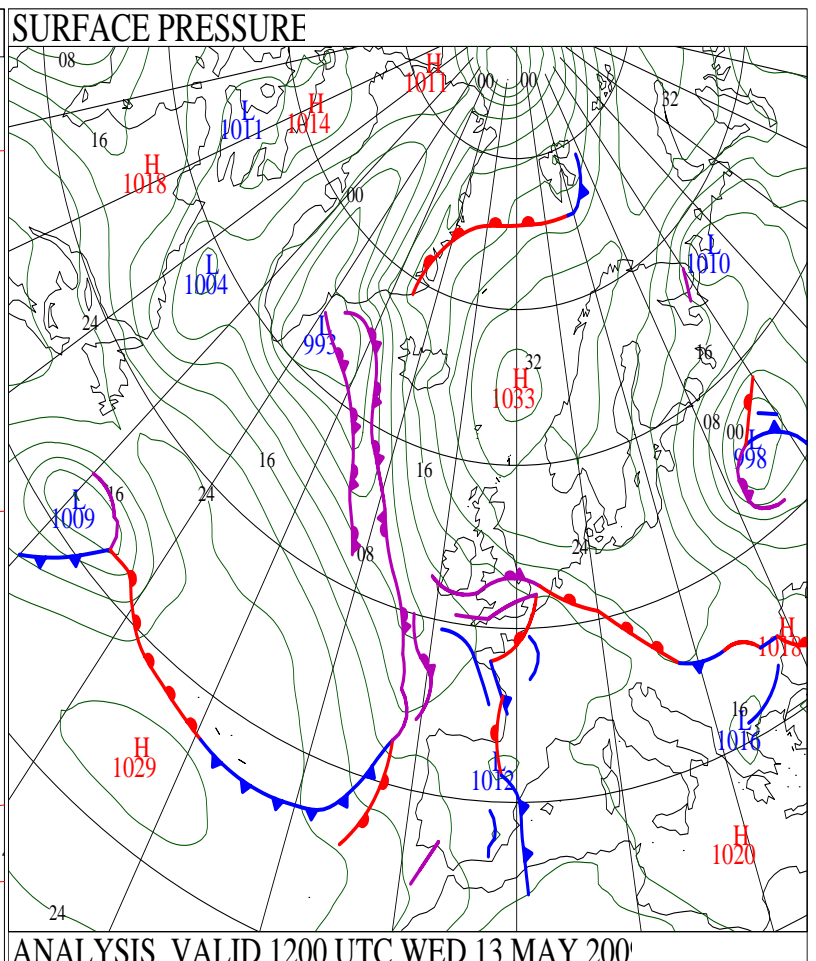 SURFACE PRESSURE
08
H
1011
00 00
32
L
1011
H
1014
16
H
1018
00
L
1004
L
1010
24
L
993
32
H
1033
16
08
00
L
998
16
16
24
16
L
1009
24
08
H
1018
16
L
1016
H
1029
L
1012
H
1020
24
ANALYSIS VALID 1200 UTC WED 13 MAY 200